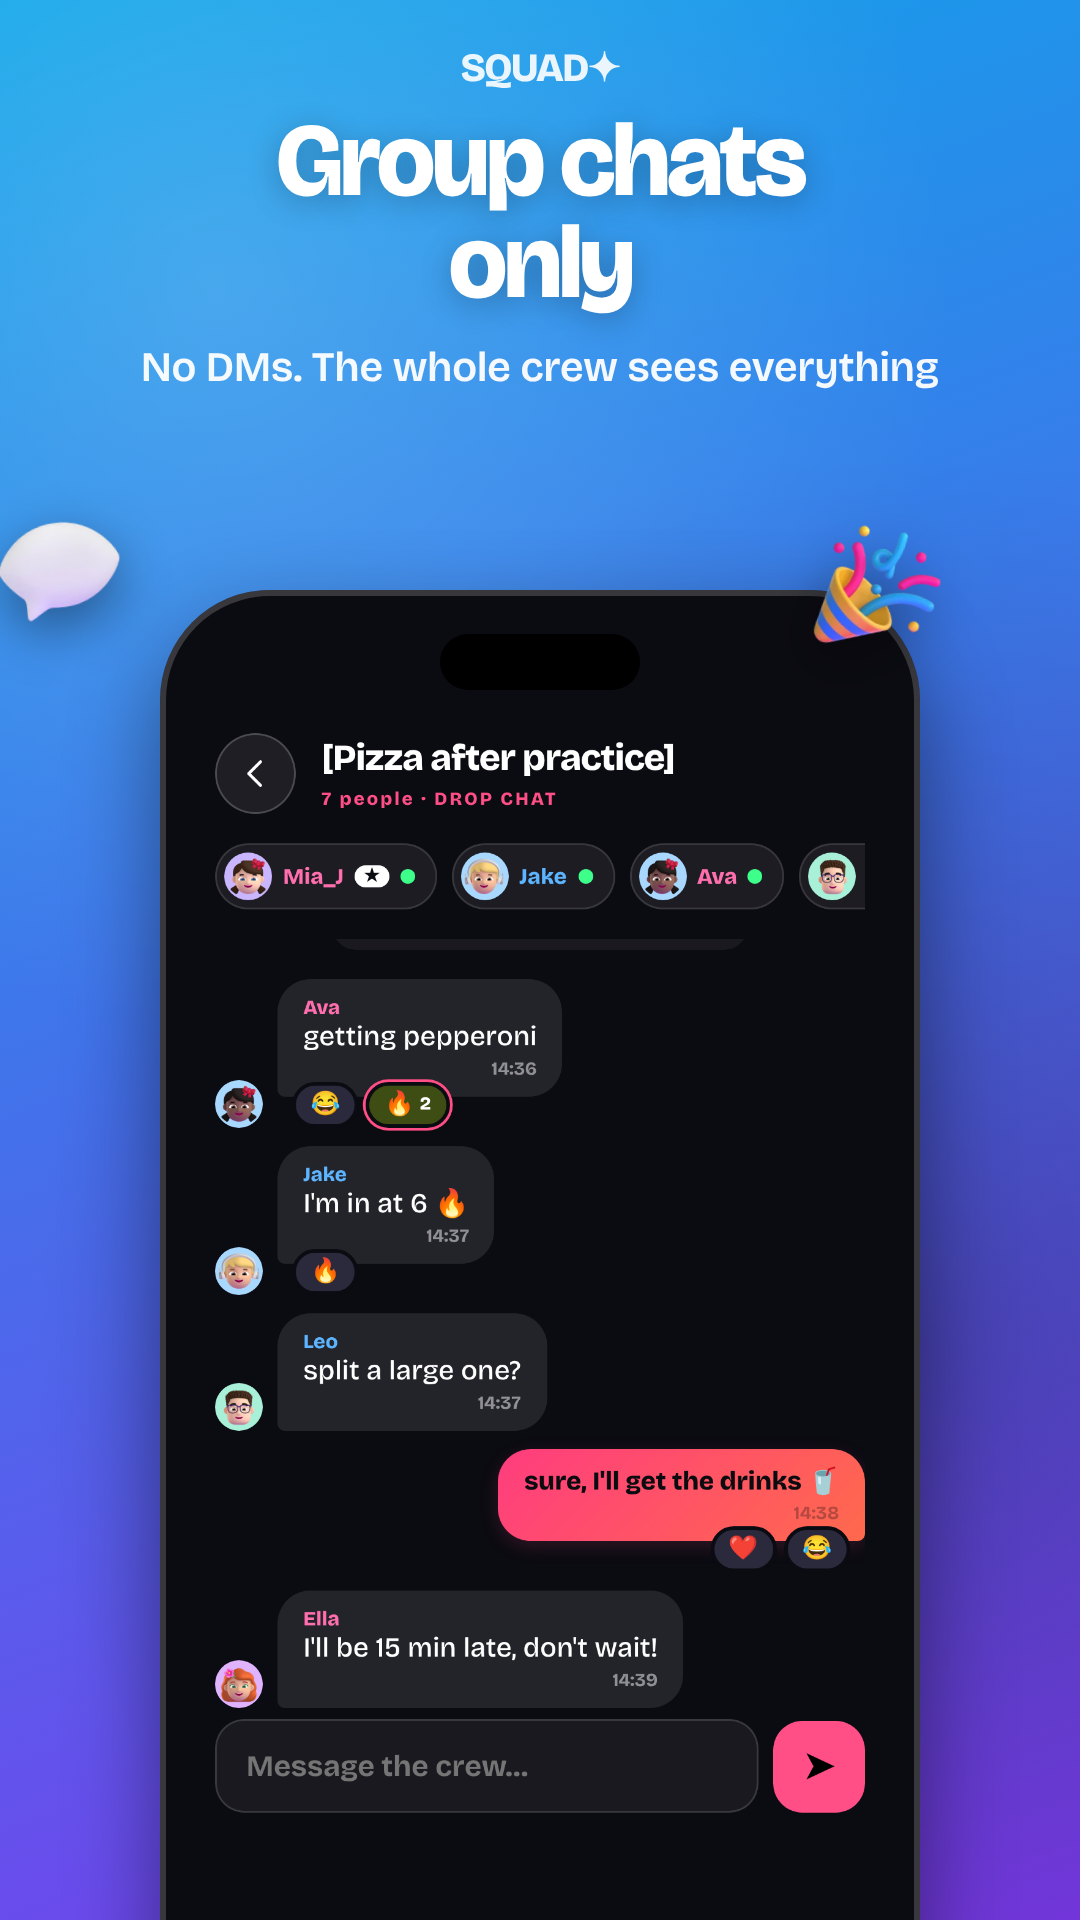 SQUAD✦
Group chats
only
No DMs. The whole crew sees everything
[Pizza after practice]
7 people · DROP CHAT
Mia_J ★
Jake
Ava
Ava
getting pepperoni
14:36
😂 🔥 2
Jake
I'm in at 6 🔥
14:37
🔥
Leo
split a large one?
14:37
sure, I'll get the drinks 🥤
14:38
❤️ 😂
Ella
I'll be 15 min late, don't wait!
14:39
Message the crew...